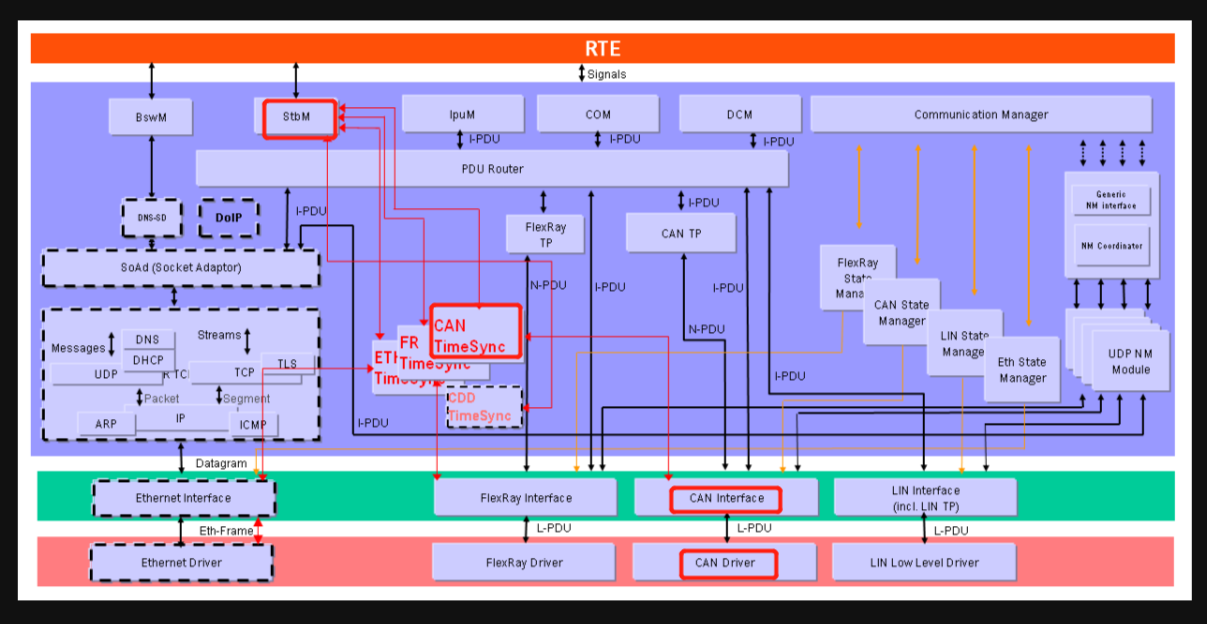 RTE
Signals
BswM
StbM
IpuM
COM
DCM
Communication Manager
I-PDU
I-PDU
I-PDU
PDU Router
DNS-SD
DoIP
I-PDU
FlexRay
TP
I-PDU
CAN TP
Generic
NM interface
NM Coordinator
SoAd (Socket Adaptor)
N-PDU
I-PDU
I-PDU
FlexRay
State
Mana
CAN State
Manager
LIN State
Manage
Eth State
Manager
UDP NM
Module
N-PDU
I-PDU
I-PDU
Messages
DNS
DHCP
Streams
UDP
R TC
TCP
TLS
Packet
Segment
ARP
IP
ICMP
CAN
TimeSync
FR
TimeSync
ETH
TimeSync
CDD
TimeSync
Datagram
Ethernet Interface
FlexRay Interface
CAN Interface
LIN Interface
(incl. LIN TP)
Eth-Frame
L-PDU
L-PDU
L-PDU
Ethernet Driver
FlexRay Driver
CAN Driver
LIN Low Level Driver